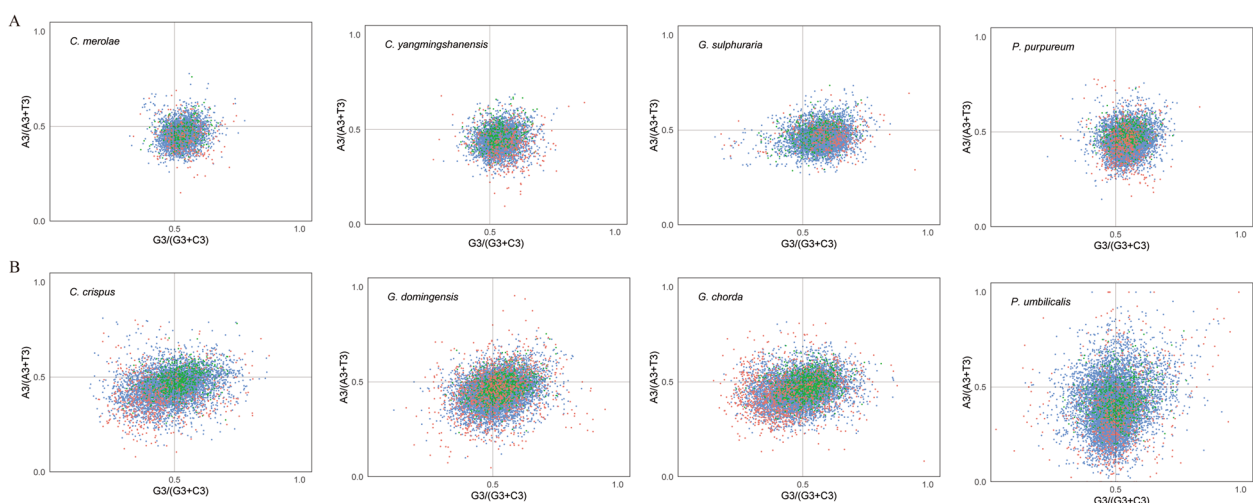 A
C. merolae
1.0
0.5
0.0
A3/(A3+T3)
0.5
1.0
G3/(G3+C3)
C. yangmingshanensis
1.0
0.5
0.0
A3/(A3+T3)
0.5
1.0
G3/(G3+C3)
G. sulphuraria
1.0
0.5
0.0
A3/(A3+T3)
0.5
1.0
G3/(G3+C3)
P. purpureum
1.0
0.5
0.0
A3/(A3+T3)
0.5
1.0
G3/(G3+C3)
B
C. crispus
1.0
0.5
0.0
A3/(A3+T3)
0.5
1.0
G3/(G3+C3)
G. domingensis
1.0
0.5
0.0
A3/(A3+T3)
0.5
1.0
G3/(G3+C3)
G. chorda
1.0
0.5
0.0
A3/(A3+T3)
0.5
1.0
G3/(G3+C3)
P. umbilicalis
1.0
0.5
0.0
A3/(A3+T3)
0.5
1.0
G3/(G3+C3)